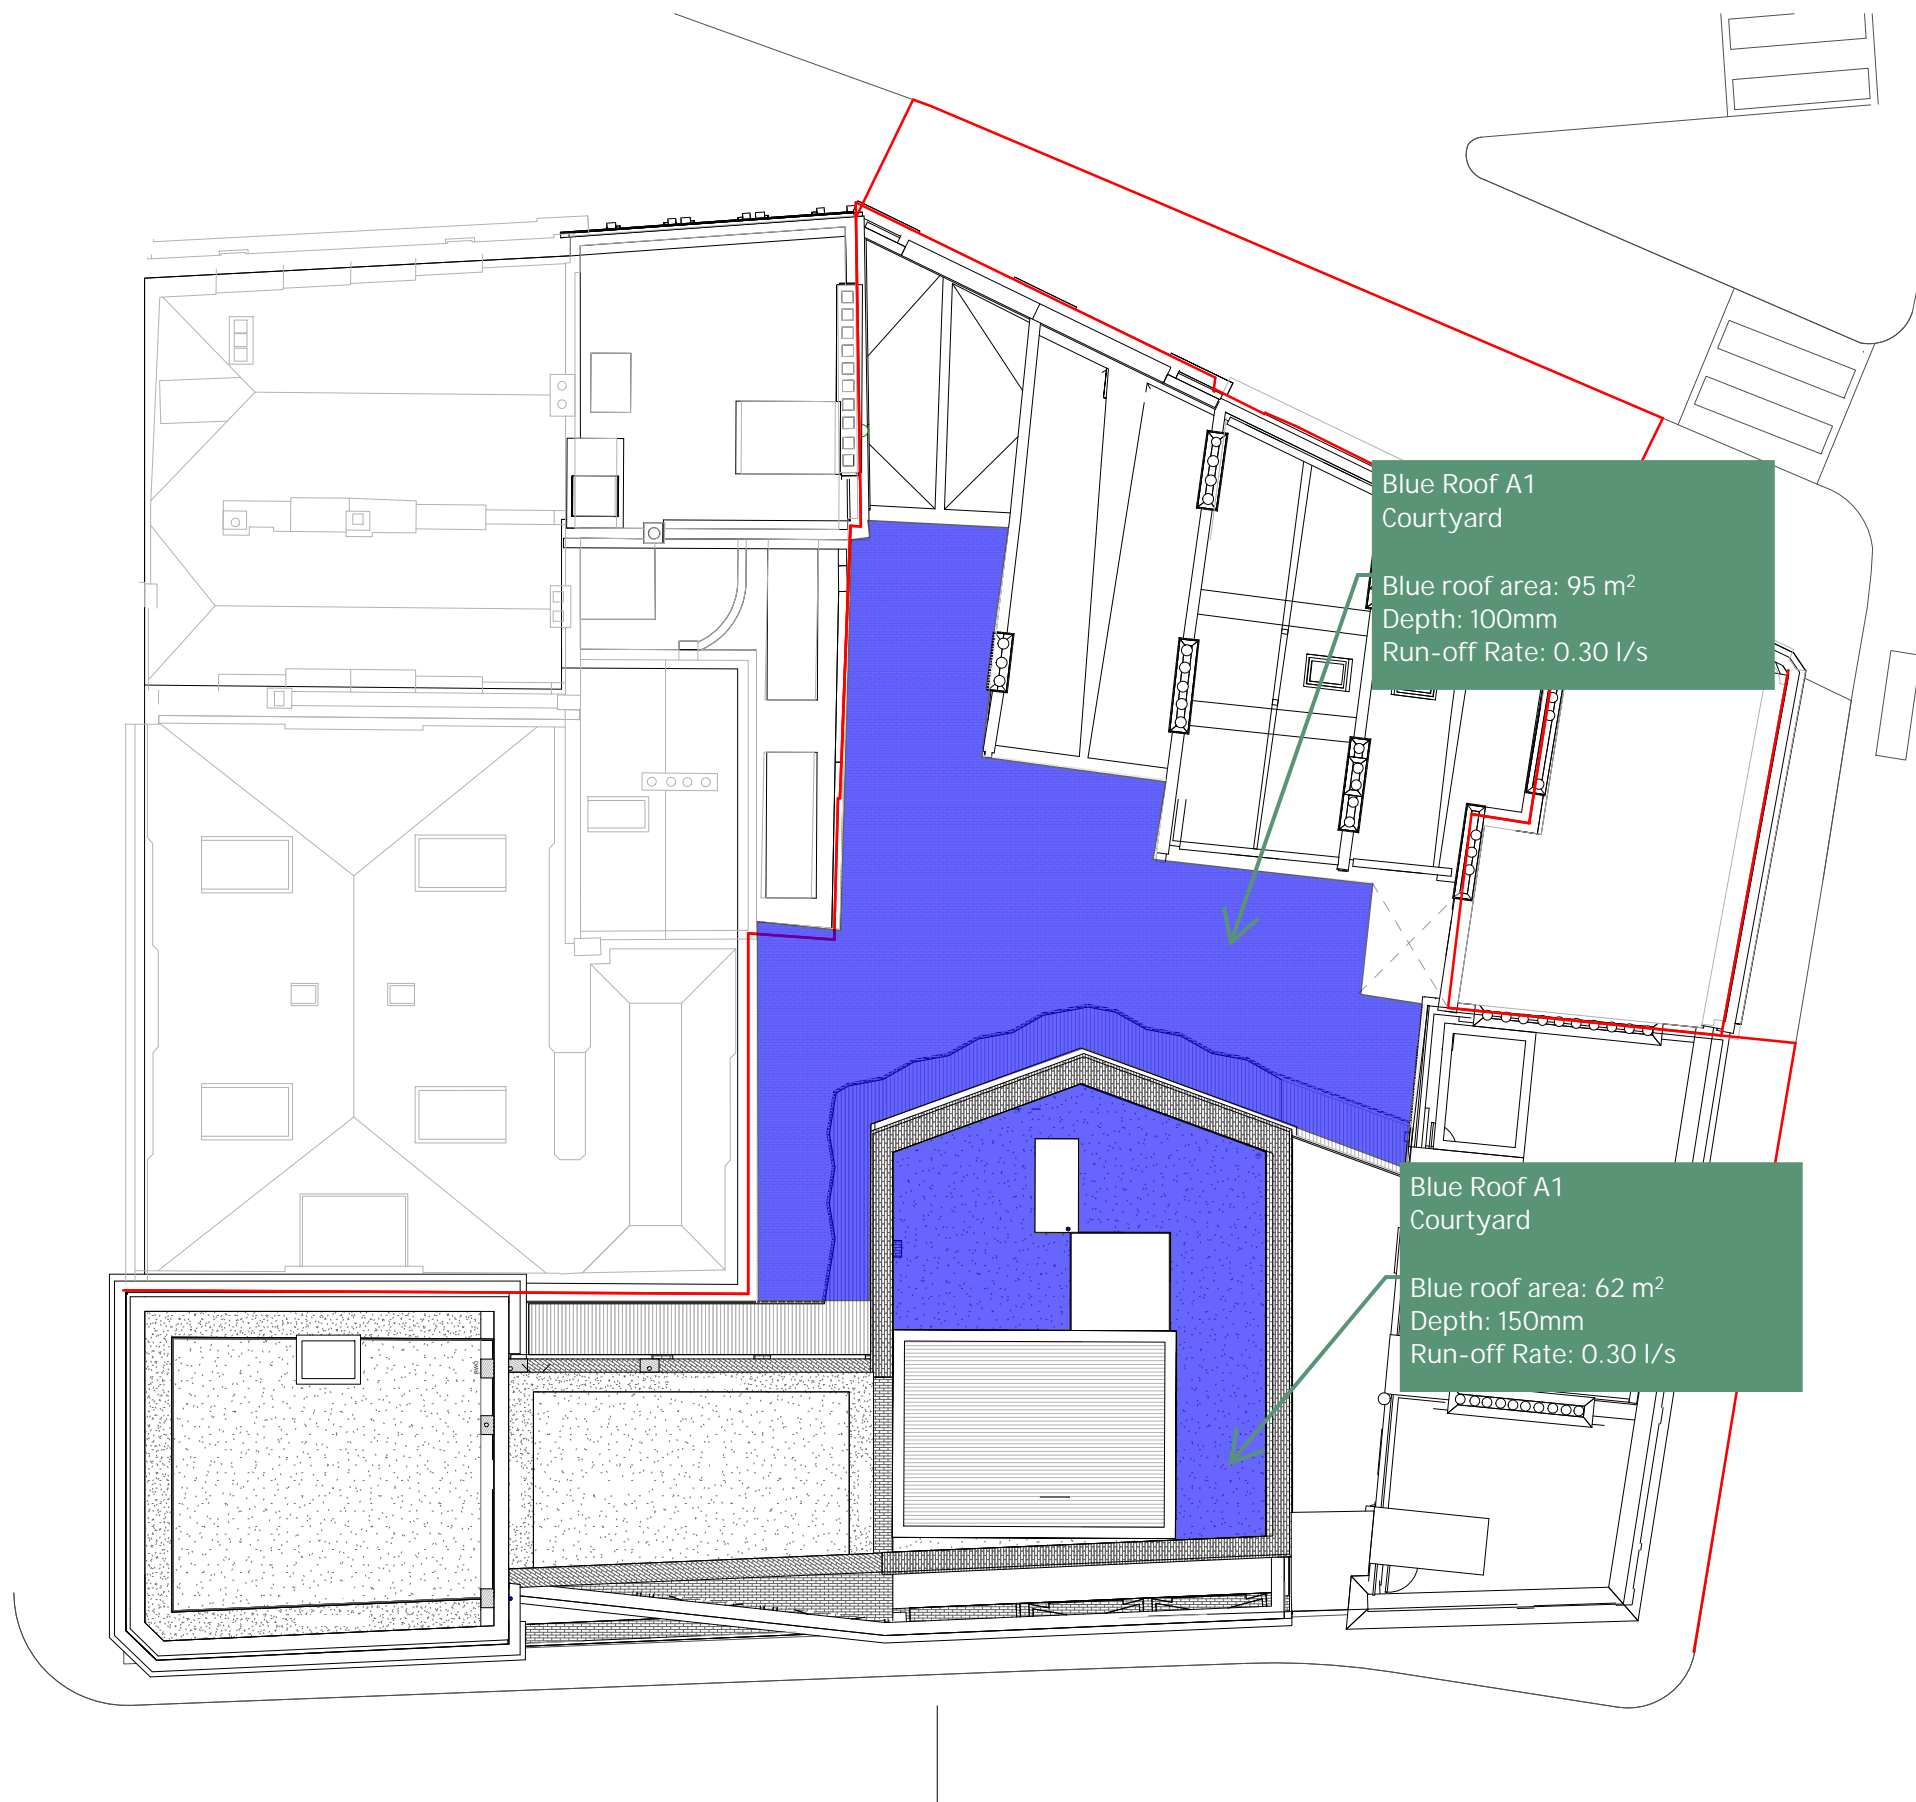 Blue Roof A1
Courtyard
Blue roof area: 95 m²
Depth: 100mm
Run-off Rate: 0.30 l/s
Blue Roof A1
Courtyard
Blue roof area: 62 m²
Depth: 150mm
Run-off Rate: 0.30 l/s